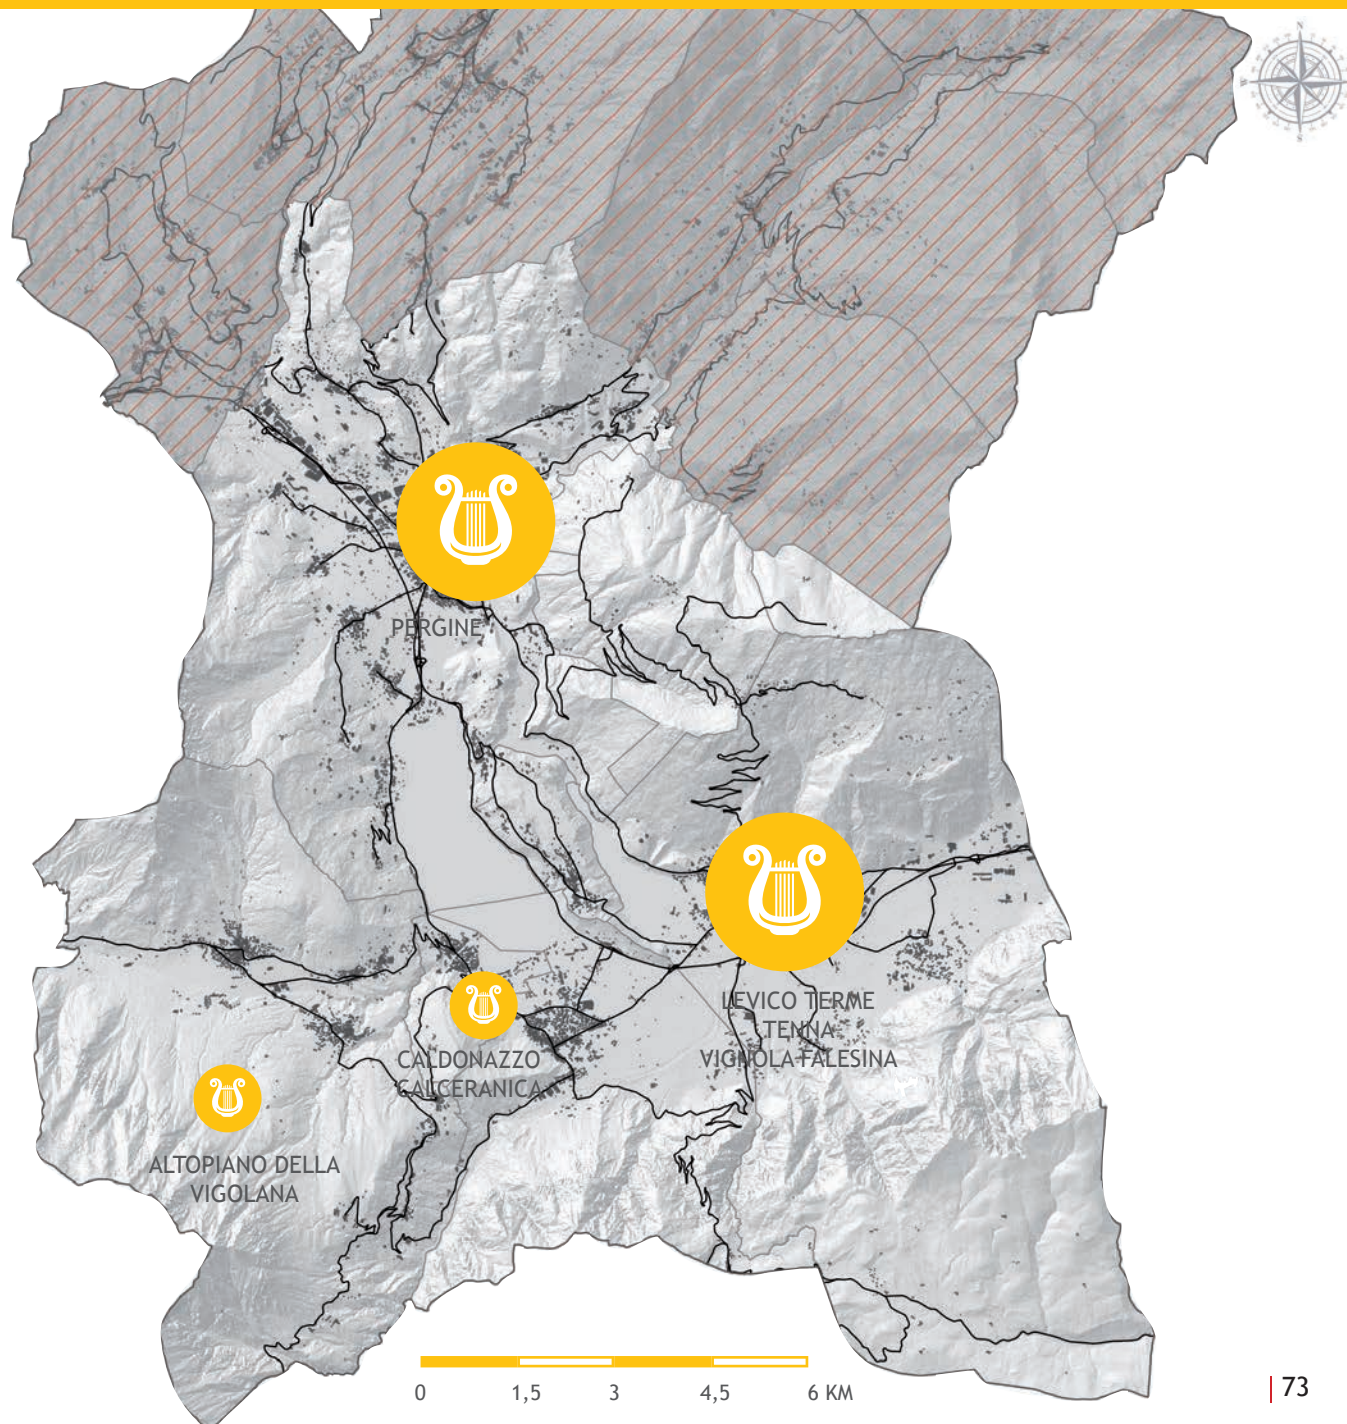 N
PERGINE
LEVICO TERME
TENNA
VIGNOLA FALESINA
CALDONAZZO
CALCERANICA
ALTOPIANO DELLA
VIGOLANA
0 1,5 3 4,5 6 KM
73